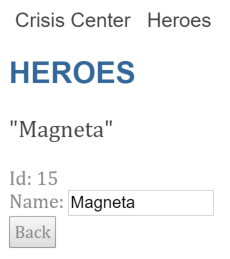 Crisis Center Heroes
HEROES
"Magneta"
Id: 15
Name: Magneta
Back